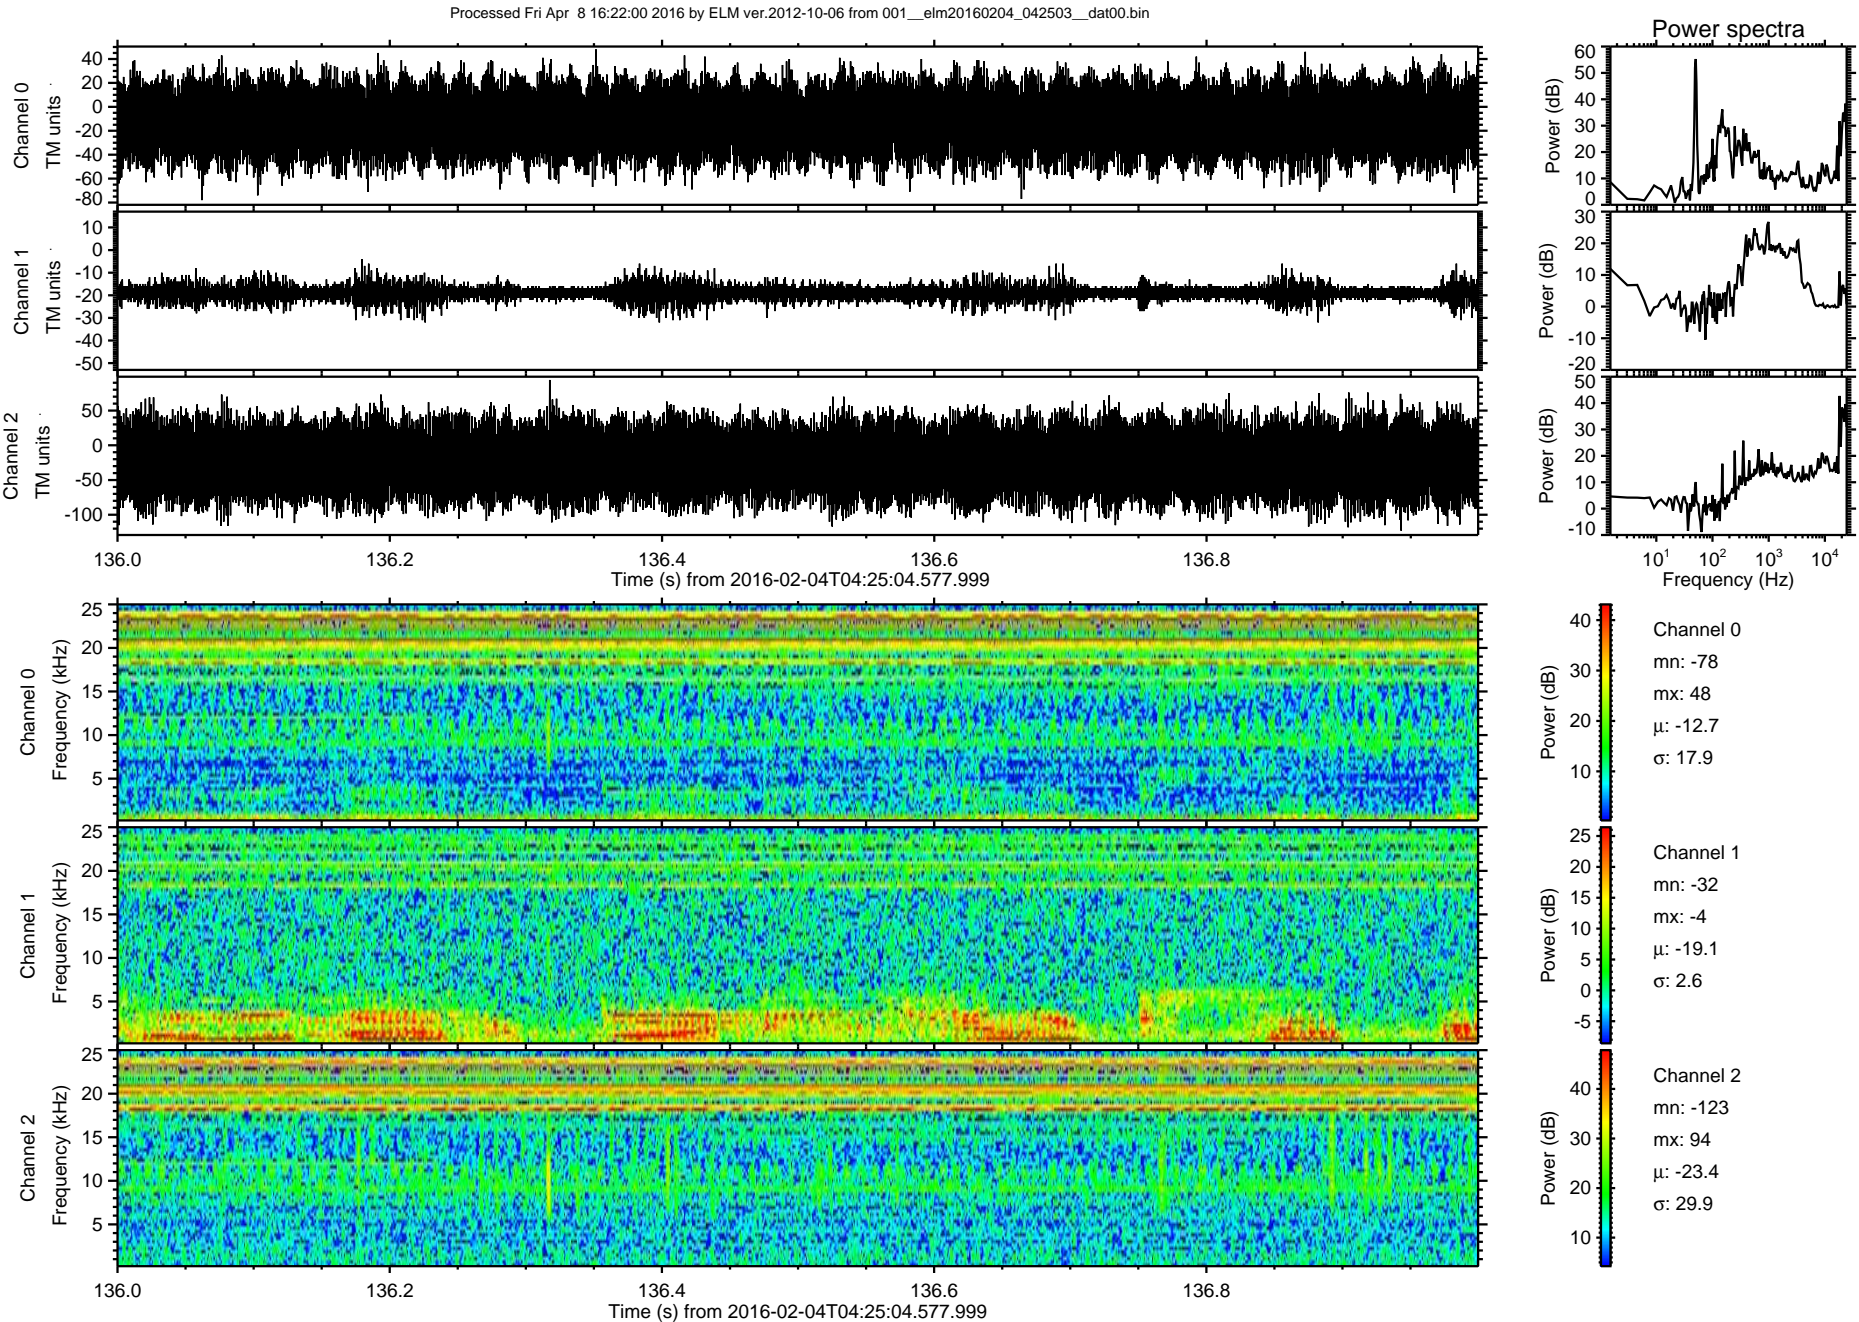 Processed Fri Apr  8 16:22:00 2016 by ELM ver.2012-10-06 from 001__elm20160204_042503__dat00.bin
Power spectra
Channel 0
TM units
40
20
0
-20
-40
-60
-80
Power (dB)
60
50
40
30
20
10
0
Channel 1
TM units
10
0
-10
-20
-30
-40
-50
Power (dB)
30
20
10
0
-10
-20
Channel 2
TM units
50
0
-50
-100
Power (dB)
50
40
30
20
10
0
-10
136.0 136.2 136.4 136.6 136.8
Time (s) from 2016-02-04T04:25:04.577.999
10^1 10^2 10^3 10^4
Frequency (Hz)
Channel 0
Frequency (kHz)
25
20
15
10
5
Power (dB)
40
30
20
10
Channel 0
mn: -78
mx: 48
μ: -12.7
σ: 17.9
Channel 1
Frequency (kHz)
25
20
15
10
5
Power (dB)
25
20
15
10
5
0
-5
Channel 1
mn: -32
mx: -4
μ: -19.1
σ: 2.6
Channel 2
Frequency (kHz)
25
20
15
10
5
Power (dB)
40
30
20
10
Channel 2
mn: -123
mx: 94
μ: -23.4
σ: 29.9
136.0 136.2 136.4 136.6 136.8
Time (s) from 2016-02-04T04:25:04.577.999